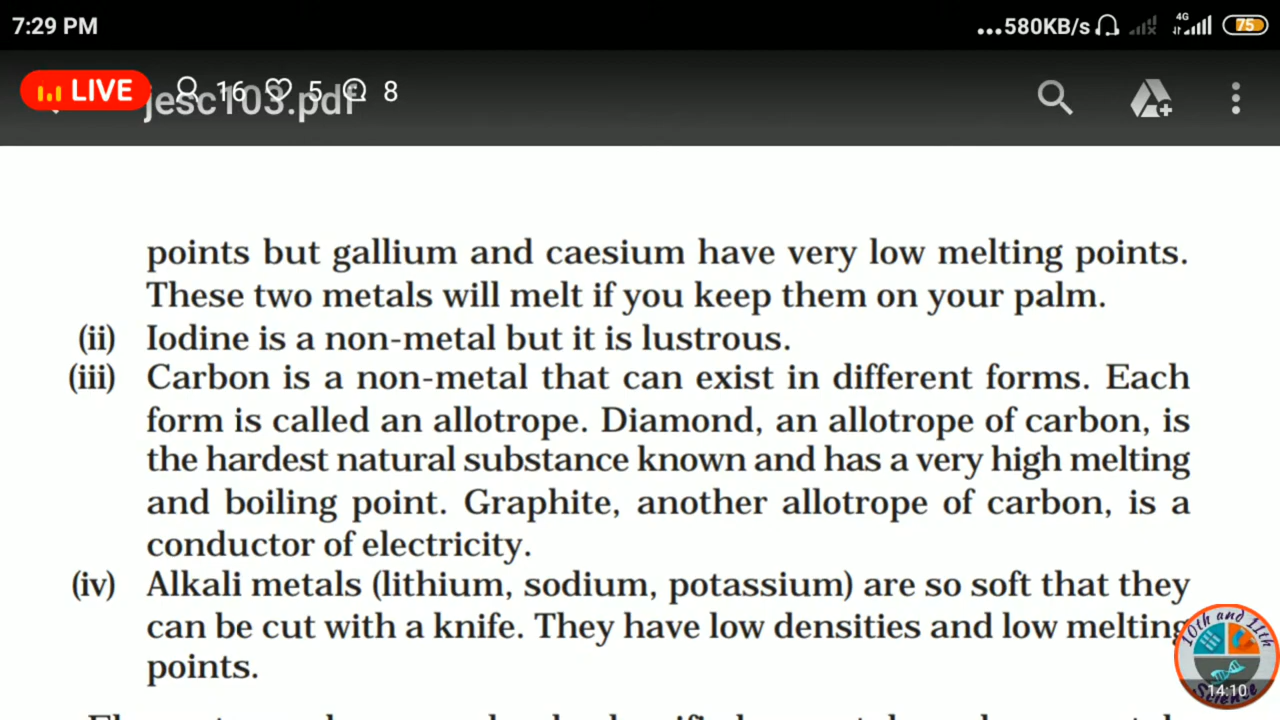 7:29 PM
...580KB/s 4G 75
LIVE 16 5 8
jesc103.pdf
points but gallium and caesium have very low melting points.
These two metals will melt if you keep them on your palm.
(ii) Iodine is a non-metal but it is lustrous.
(iii) Carbon is a non-metal that can exist in different forms. Each
form is called an allotrope. Diamond, an allotrope of carbon, is
the hardest natural substance known and has a very high melting
and boiling point. Graphite, another allotrope of carbon, is a
conductor of electricity.
(iv) Alkali metals (lithium, sodium, potassium) are so soft that they
can be cut with a knife. They have low densities and low melting
points.
10th and 11th
Science
14:10